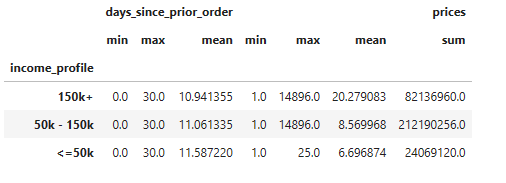 days_since_prior_order prices
min max mean min max mean sum
income_profile
150k+ 0.0 30.0 10.941355 1.0 14896.0 20.279083 82136960.0
50k - 150k 0.0 30.0 11.061335 1.0 14896.0 8.569968 212190256.0
<=50k 0.0 30.0 11.587220 1.0 25.0 6.696874 24069120.0